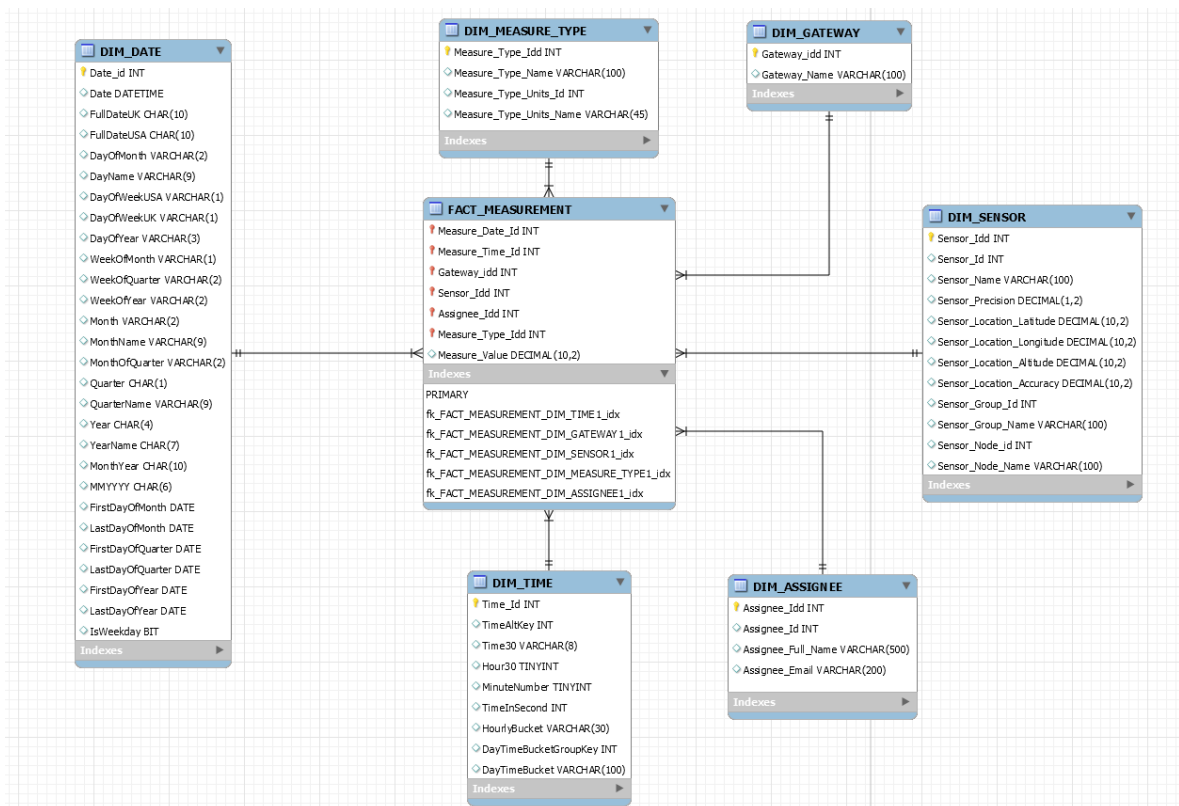 DIM_DATE
Date_id INT
Date DATETIME
FullDateUK CHAR(10)
FullDateUSA CHAR(10)
DayOfMonth VARCHAR(2)
DayName VARCHAR(9)
DayOfWeekUSA VARCHAR(1)
DayOfWeekUK VARCHAR(1)
DayOfYear VARCHAR(3)
WeekOfMonth VARCHAR(1)
WeekOfQuarter VARCHAR(2)
WeekOfYear VARCHAR(2)
Month VARCHAR(2)
MonthName VARCHAR(9)
MonthOfQuarter VARCHAR(2)
Quarter CHAR(1)
QuarterName VARCHAR(9)
Year CHAR(4)
YearName CHAR(7)
MonthYear CHAR(10)
MMYYYY CHAR(6)
FirstDayOfMonth DATE
LastDayOfMonth DATE
FirstDayOfQuarter DATE
LastDayOfQuarter DATE
FirstDayOfYear DATE
LastDayOfYear DATE
IsWeekday BIT
Indexes
DIM_MEASURE_TYPE
Measure_Type_Idd INT
Measure_Type_Name VARCHAR(100)
Measure_Type_Units_Id INT
Measure_Type_Units_Name VARCHAR(45)
Indexes
DIM_GATEWAY
Gateway_idd INT
Gateway_Name VARCHAR(100)
Indexes
FACT_MEASUREMENT
Measure_Date_Id INT
Measure_Time_Id INT
Gateway_idd INT
Sensor_Idd INT
Assignee_Idd INT
Measure_Type_Idd INT
Measure_Value DECIMAL(10,2)
Indexes
PRIMARY
fk_FACT_MEASUREMENT_DIM_TIME1_idx
fk_FACT_MEASUREMENT_DIM_GATEWAY1_idx
fk_FACT_MEASUREMENT_DIM_SENSOR1_idx
fk_FACT_MEASUREMENT_DIM_MEASURE_TYPE1_idx
fk_FACT_MEASUREMENT_DIM_ASSIGNEE1_idx
DIM_SENSOR
Sensor_Idd INT
Sensor_Id INT
Sensor_Name VARCHAR(100)
Sensor_Precision DECIMAL(1,2)
Sensor_Location_Latitude DECIMAL(10,2)
Sensor_Location_Longitude DECIMAL(10,2)
Sensor_Location_Altitude DECIMAL(10,2)
Sensor_Location_Accuracy DECIMAL(10,2)
Sensor_Group_Id INT
Sensor_Group_Name VARCHAR(100)
Sensor_Node_id INT
Sensor_Node_Name VARCHAR(100)
Indexes
DIM_TIME
Time_Id INT
TimeAltKey INT
Time30 VARCHAR(8)
Hour30 TINYINT
MinuteNumber TINYINT
TimeInSecond INT
HourlyBucket VARCHAR(30)
DayTimeBucketGroupKey INT
DayTimeBucket VARCHAR(100)
Indexes
DIM_ASSIGNEE
Assignee_Idd INT
Assignee_Id INT
Assignee_Full_Name VARCHAR(500)
Assignee_Email VARCHAR(200)
Indexes